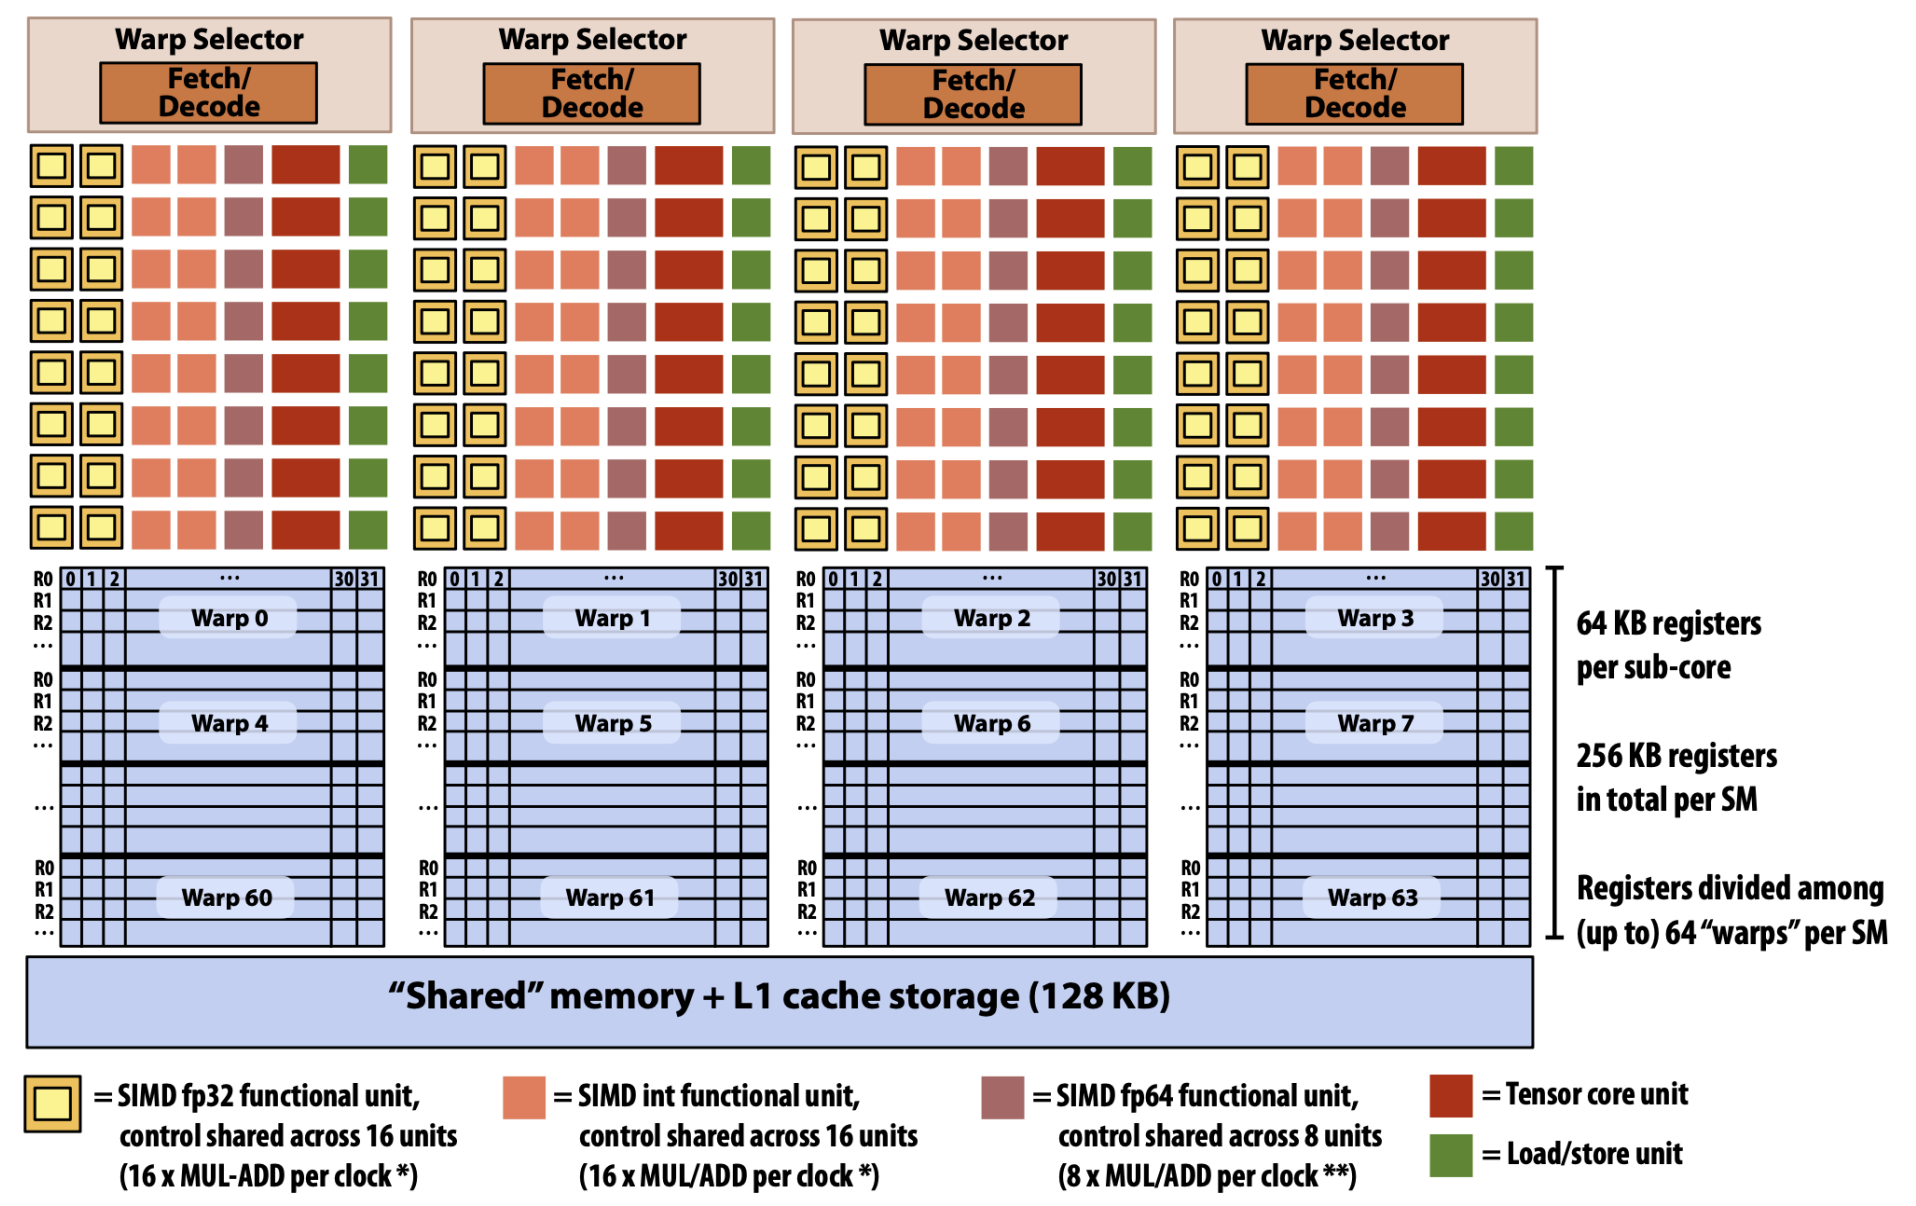 Warp Selector
Fetch/
Decode
Warp Selector
Fetch/
Decode
Warp Selector
Fetch/
Decode
Warp Selector
Fetch/
Decode
R0 0 1 2 ... 30 31
R1
R2
...
Warp 0
R0 0 1 2 ... 30 31
R1
R2
...
Warp 1
R0 0 1 2 ... 30 31
R1
R2
...
Warp 2
R0 0 1 2 ... 30 31
R1
R2
...
Warp 3
R0
R1
R2
...
Warp 4
R0
R1
R2
...
Warp 5
R0
R1
R2
...
Warp 6
R0
R1
R2
...
Warp 7
...
...
...
...
R0
R1
R2
...
Warp 60
R0
R1
R2
...
Warp 61
R0
R1
R2
...
Warp 62
R0
R1
R2
...
Warp 63
64 KB registers
per sub-core
256 KB registers
in total per SM
Registers divided among
(up to) 64 “warps” per SM
“Shared” memory + L1 cache storage (128 KB)
= SIMD fp32 functional unit,
control shared across 16 units
(16 x MUL-ADD per clock *)
= SIMD int functional unit,
control shared across 16 units
(16 x MUL/ADD per clock *)
= SIMD fp64 functional unit,
control shared across 8 units
(8 x MUL/ADD per clock **)
= Tensor core unit
= Load/store unit